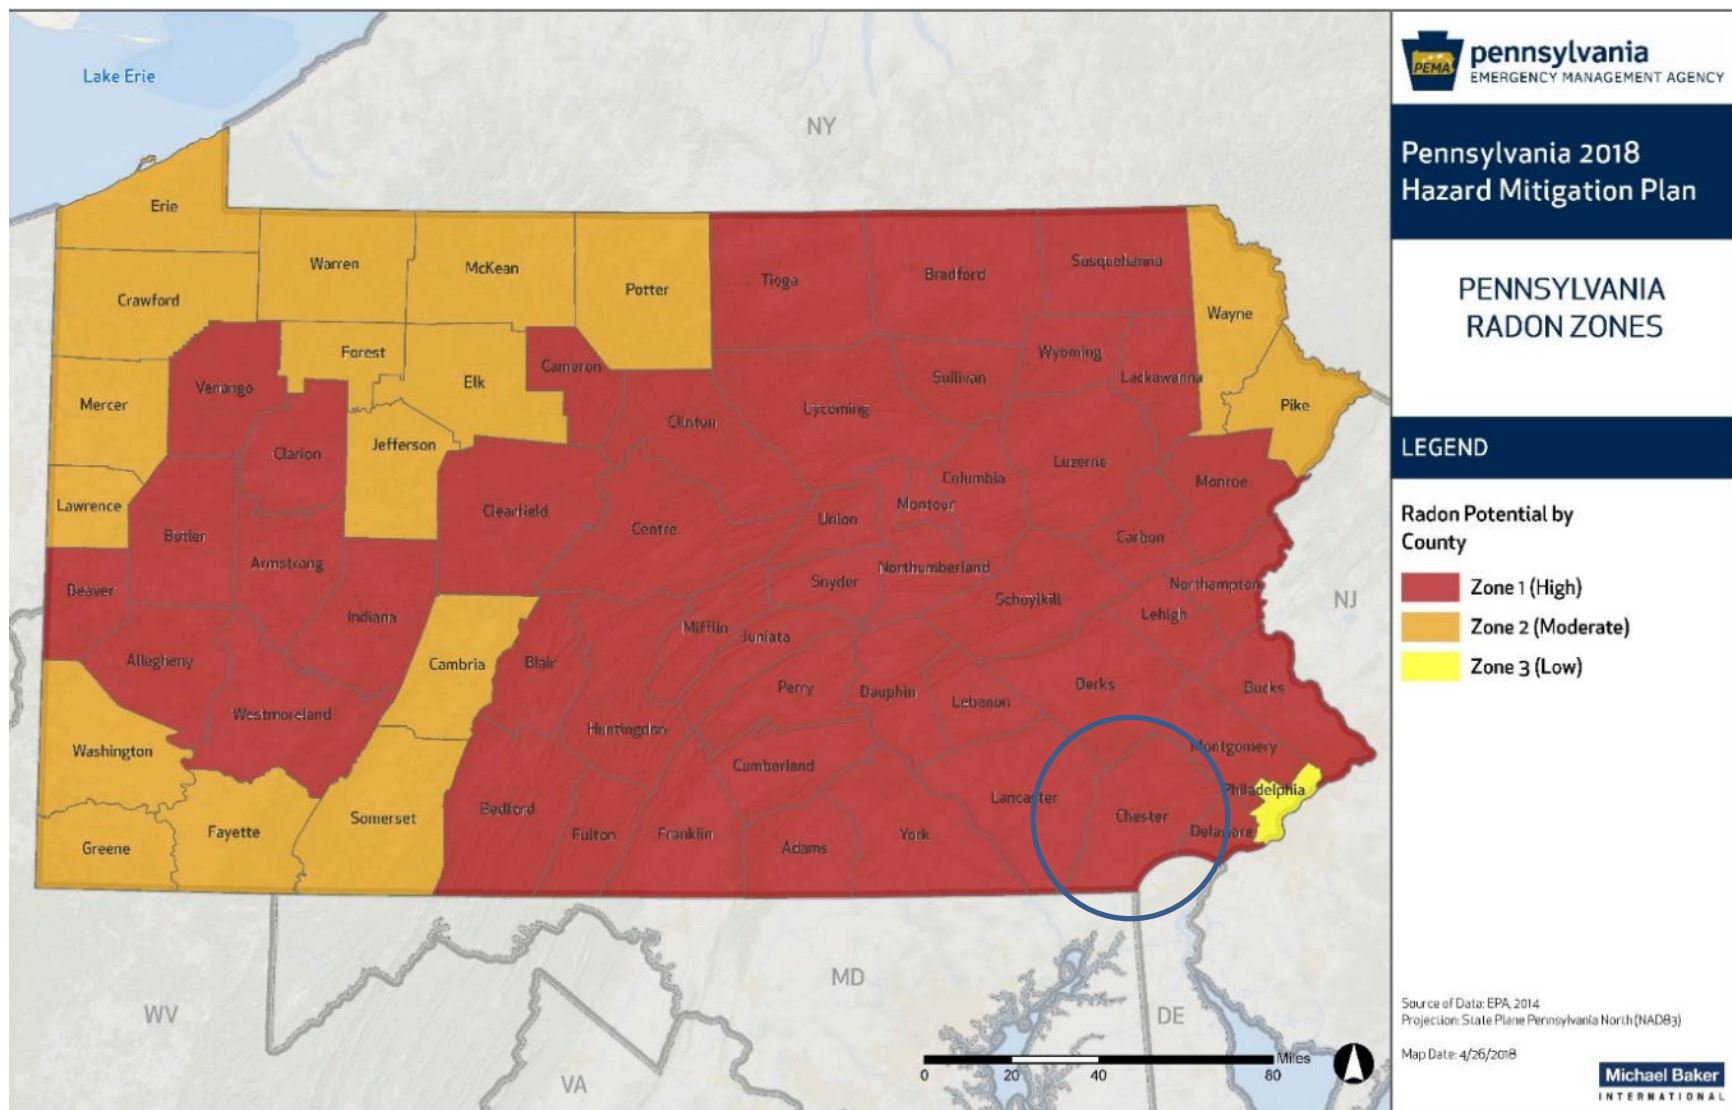 Lake Erie
NY
Erie
Warren
McKean
Potter
Tioga
Bradford
Susquehanna
Crawford
Wayne
Forest
Cameron
Elk
Venango
Sullivan
Wyoming
Lackawanna
Mercer
Pike
Clinton
Lycoming
Jefferson
Clarion
Luzerne
Columbia
Monroe
Lawrence
Clearfield
Centre
Union
Montour
Butler
Carbon
Armstrong
Beaver
Snyder
Northumberland
Northampton
Schuylkill
Lehigh
NJ
Indiana
Mifflin
Juniata
Allegheny
Cambria
Blair
Perry
Dauphin
Lebanon
Berks
Bucks
Westmoreland
Huntingdon
Washington
Cumberland
Montgomery
Philadelphia
Lancaster
Chester
Delaware
Bedford
Somerset
Fayette
Greene
Fulton
Franklin
Adams
York
WV
MD
DE
VA
0 20 40 80
Miles
PEMA
pennsylvania
EMERGENCY MANAGEMENT AGENCY
Pennsylvania 2018
Hazard Mitigation Plan
PENNSYLVANIA
RADON ZONES
LEGEND
Radon Potential by
County
Zone 1 (High)
Zone 2 (Moderate)
Zone 3 (Low)
Source of Data: EPA, 2014
Projection: State Plane Pennsylvania North (NAD83)
Map Date: 4/26/2018
Michael Baker
INTERNATIONAL